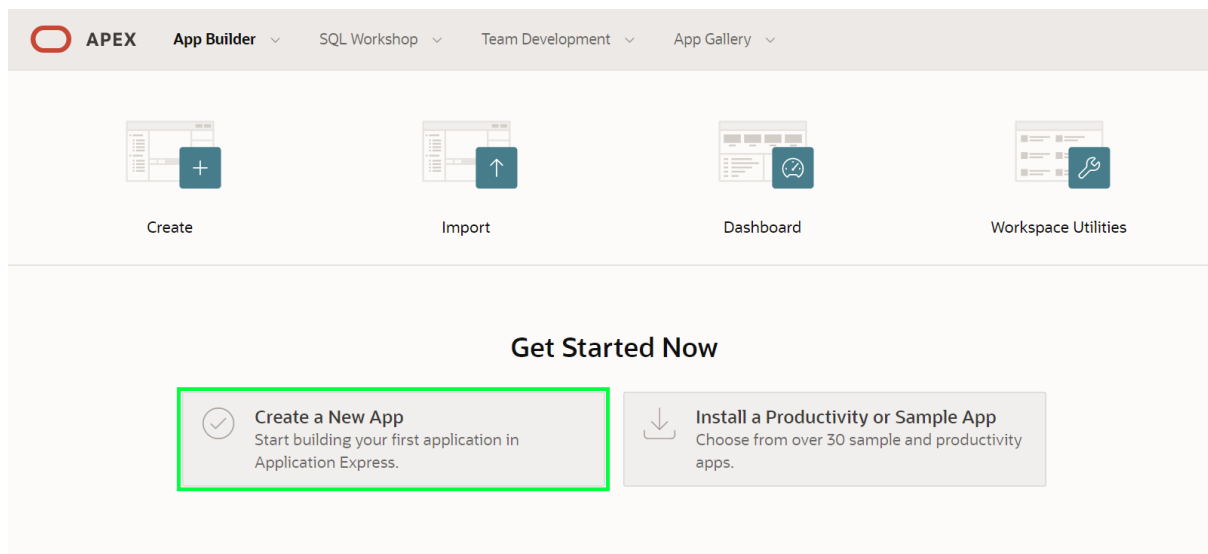 APEX App Builder SQL Workshop Team Development App Gallery
Create Import Dashboard Workspace Utilities
Get Started Now
Create a New App
Start building your first application in
Application Express.
Install a Productivity or Sample App
Choose from over 30 sample and productivity
apps.